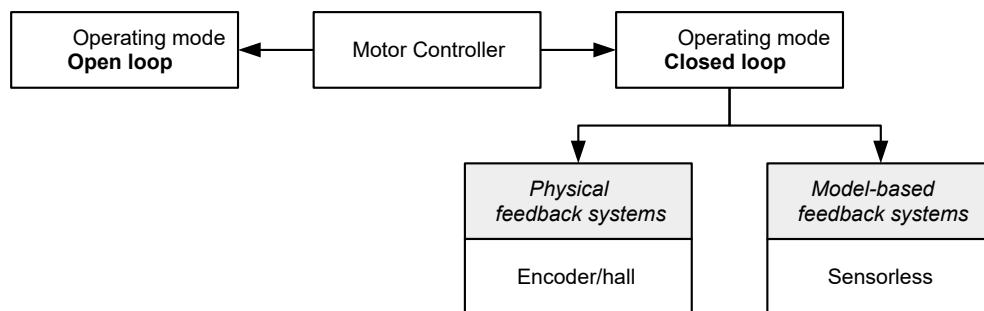 Operating mode
Open loop
Motor Controller
Operating mode
Closed loop
Physical
feedback systems
Model-based
feedback systems
Encoder/hall
Sensorless